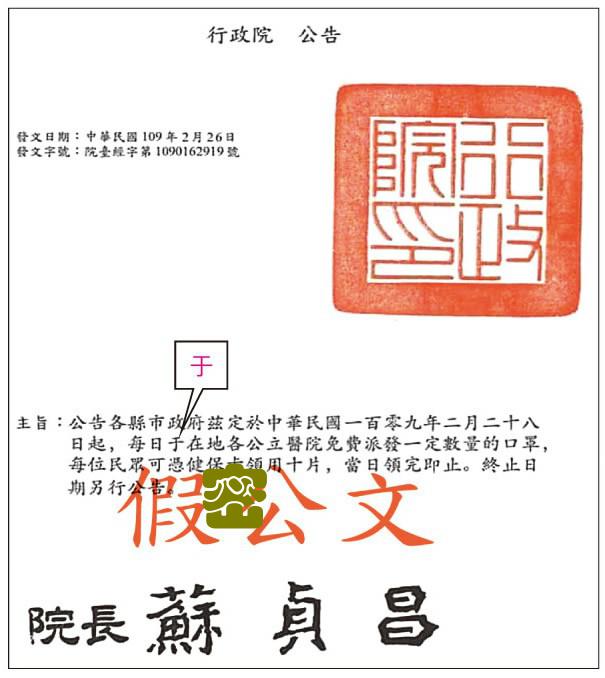 行政院 公告
發文日期：中華民國109年2月26日
發文字號：院臺經字第1090162919號
行政
院印
于
主旨：公告各縣市政府茲定於中華民國一百零九年二月二十八
日起，每日于在地各公立醫院免費派發一定數量的口罩，
每位民眾可憑健保卡領用十片，當日領完即止。終止日
期另行公告。
假公文
院長 蘇貞昌